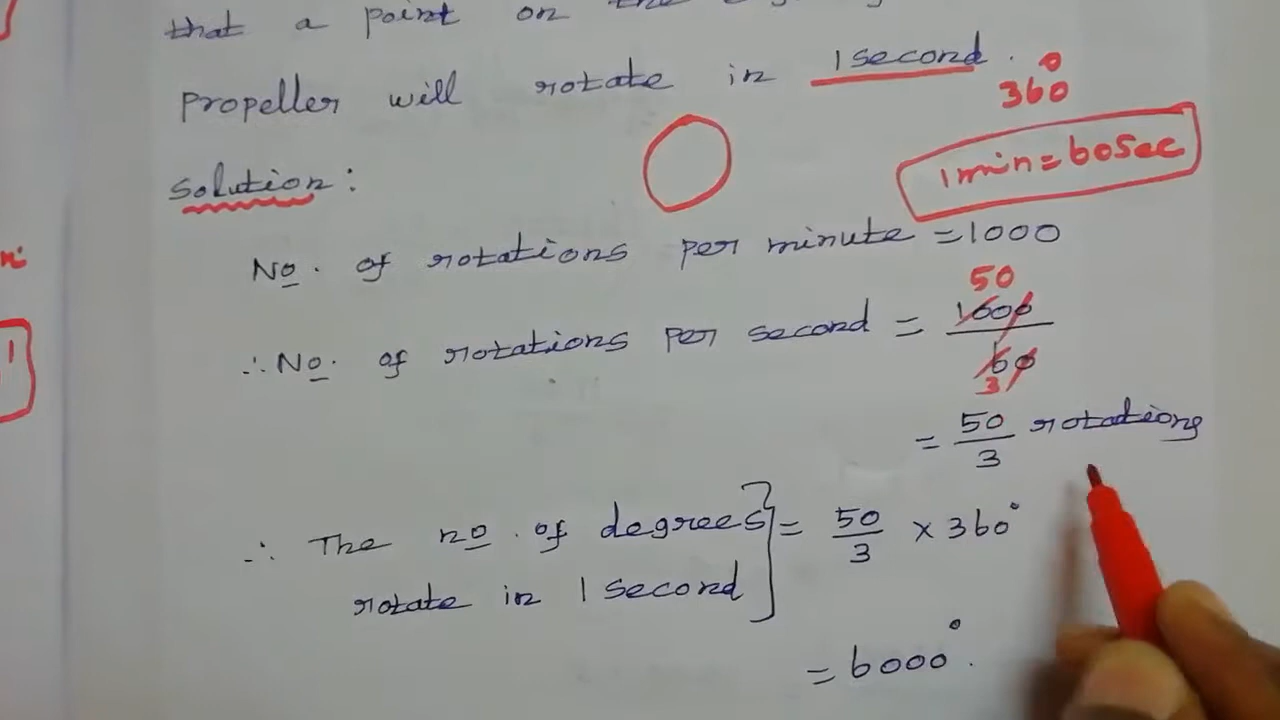 that a point on the
propeller will rotate in 1 second.
360°
1min = 60sec
Solution:
No. of rotations per minute = 1000
50
∴ No. of rotations per second = 1000/60
3
= 50/3 rotations
∴ The no. of degrees
rotate in 1 second] = 50/3 × 360°
= 6000°.